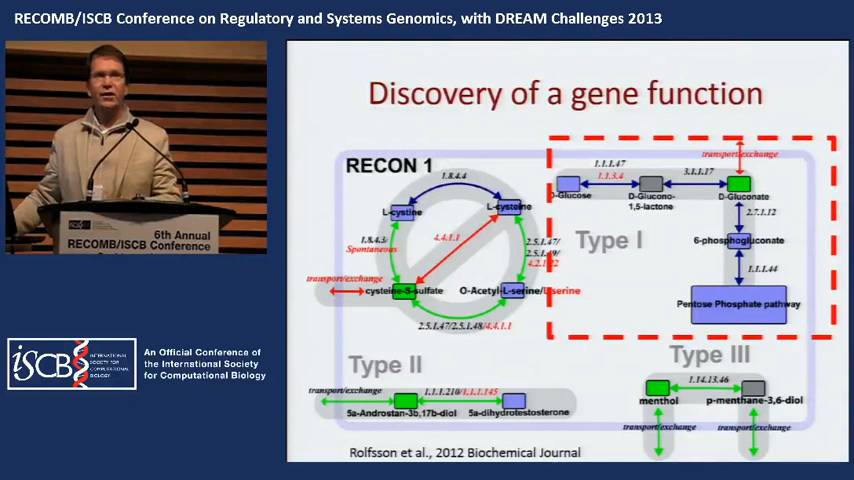 RECOMB/ISCB Conference on Regulatory and Systems Genomics, with DREAM Challenges 2013
Discovery of a gene function
RECON 1
1.8.4.4
L-cystine
L-cysteine
1.8.4.3/
Spontaneous
4.4.1.1
2.5.1.47/
2.5.1.49/
4.2.1.22
transport/exchange
cysteine-S-sulfate
O-Acetyl-L-serine/L-serine
2.5.1.47/2.5.1.48/4.4.1.1
Type II
transport/exchange
1.1.1.210/1.1.1.145
5a-Androstan-3b,17b-diol
5a-dihydrotestosterone
transport/exchange
1.1.1.47
1.1.3.4
3.1.1.17
D-Glucose
D-Glucono-
1,5-lactone
D-Gluconate
2.7.1.12
Type I
6-phosphogluconate
1.1.1.44
Pentose Phosphate pathway
Type III
1.14.13.46
menthol
p-menthane-3,6-diol
transport/exchange
transport/exchange
Rolfsson et al., 2012 Biochemical Journal
6th Annual
RECOMB/ISCB Conference
iSCB
INTERNATIONAL
SOCIETY FOR
COMPUTATIONAL
BIOLOGY
An Official Conference of
the International Society
for Computational Biology